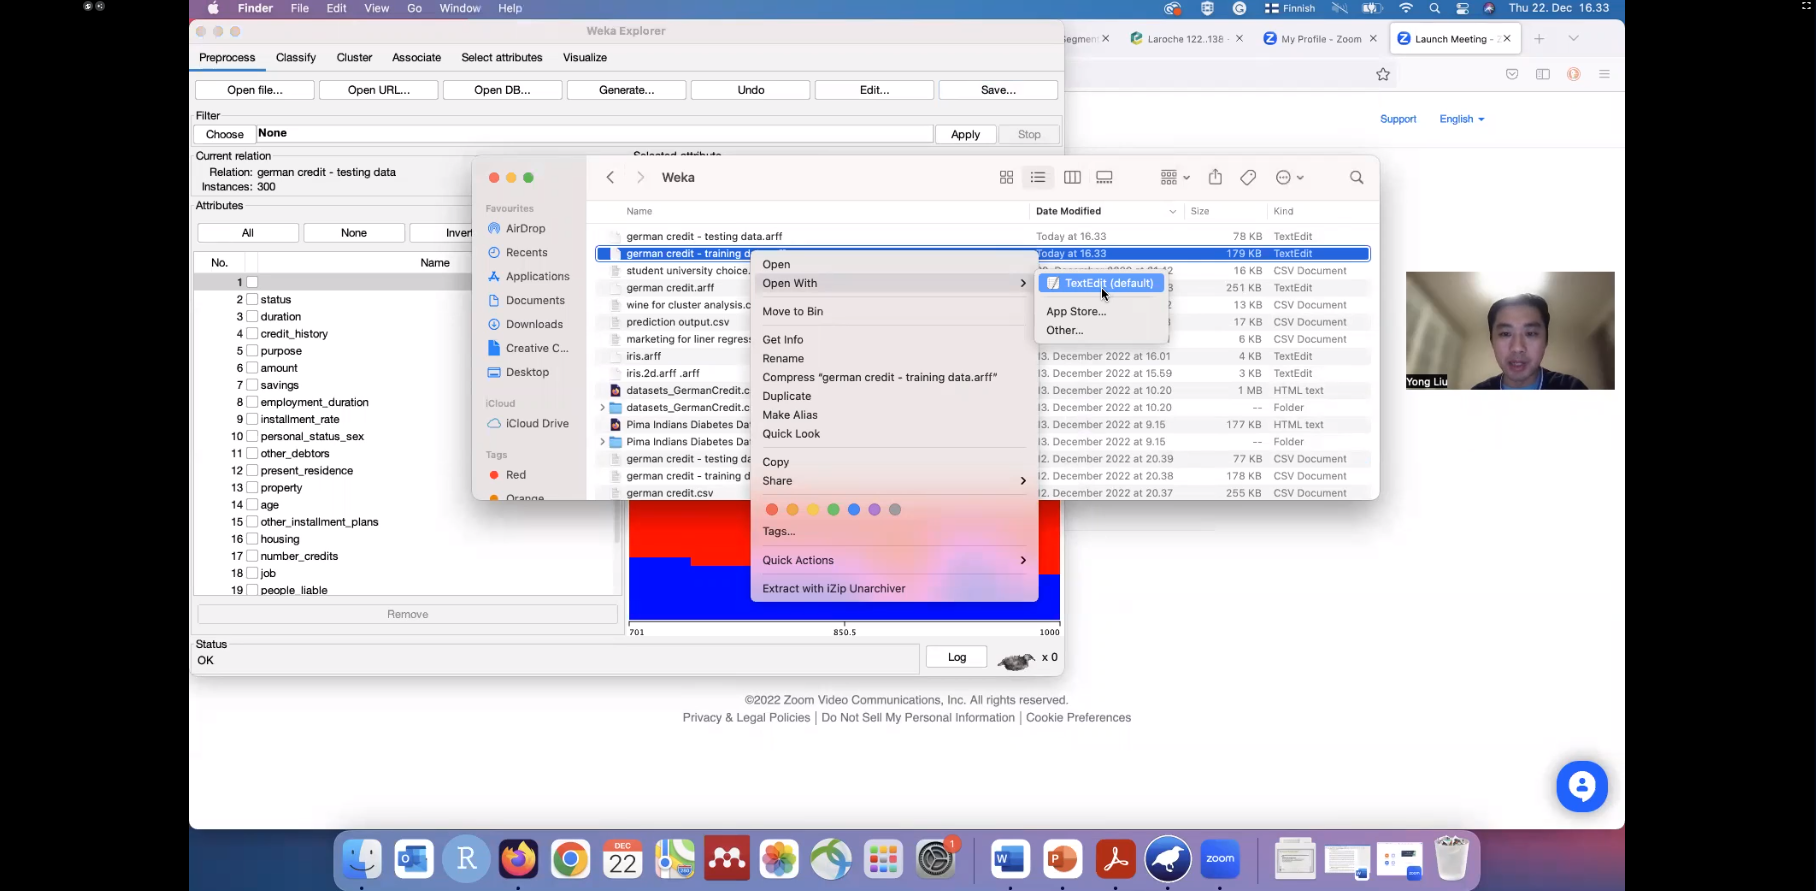 Finder File Edit View Go Window Help
Finnish Thu 22. Dec 16.33
Weka Explorer
Laroche 122..138 -
My Profile - Zoom
Launch Meeting -
Preprocess Classify Cluster Associate Select attributes Visualize
Open file... Open URL... Open DB... Generate... Undo Edit... Save...
Filter
Choose None Apply Stop
Support English
Current relation
Relation: german credit - testing data
Instances: 300
Attributes
All None
No. Name
1
2 status
3 duration
4 credit_history
5 purpose
6 amount
7 savings
8 employment_duration
9 installment_rate
10 personal_status_sex
11 other_debtors
12 present_residence
13 property
14 age
15 other_installment_plans
16 housing
17 number_credits
18 job
19 people_liable
Remove
Status
OK
Log x 0
701 850.5 1000
Weka
Favourites
AirDrop
Recents
Applications
Documents
Downloads
Creative C...
Desktop
iCloud
iCloud Drive
Tags
Red
Orange
Name Date Modified Size Kind
german credit - testing data.arff Today at 16.33 78 KB TextEdit
german credit - training d Today at 16.33 179 KB TextEdit
student university choice. 16 KB CSV Document
german credit.arff 3 KB TextEdit
wine for cluster analysis.c 13 KB CSV Document
prediction output.csv 17 KB CSV Document
marketing for liner regres 6 KB CSV Document
iris.arff 13. December 2022 at 16.01 4 KB TextEdit
iris.2d.arff .arff 13. December 2022 at 15.59 3 KB TextEdit
datasets_GermanCredit.c 13. December 2022 at 10.20 1 MB HTML text
datasets_GermanCredit.c 13. December 2022 at 10.20 -- Folder
Pima Indians Diabetes Da 13. December 2022 at 9.15 177 KB HTML text
Pima Indians Diabetes Da 13. December 2022 at 9.15 -- Folder
german credit - testing da 12. December 2022 at 20.39 77 KB CSV Document
german credit - training d 12. December 2022 at 20.38 178 KB CSV Document
german credit.csv 12. December 2022 at 20.37 255 KB CSV Document
Open
Open With
Move to Bin
Get Info
Rename
Compress “german credit - training data.arff”
Duplicate
Make Alias
Quick Look
Copy
Share
Tags...
Quick Actions
Extract with iZip Unarchiver
TextEdit (default)
App Store...
Other...
Yong Liu
©2022 Zoom Video Communications, Inc. All rights reserved.
Privacy & Legal Policies | Do Not Sell My Personal Information | Cookie Preferences
DEC
22
1
zoom